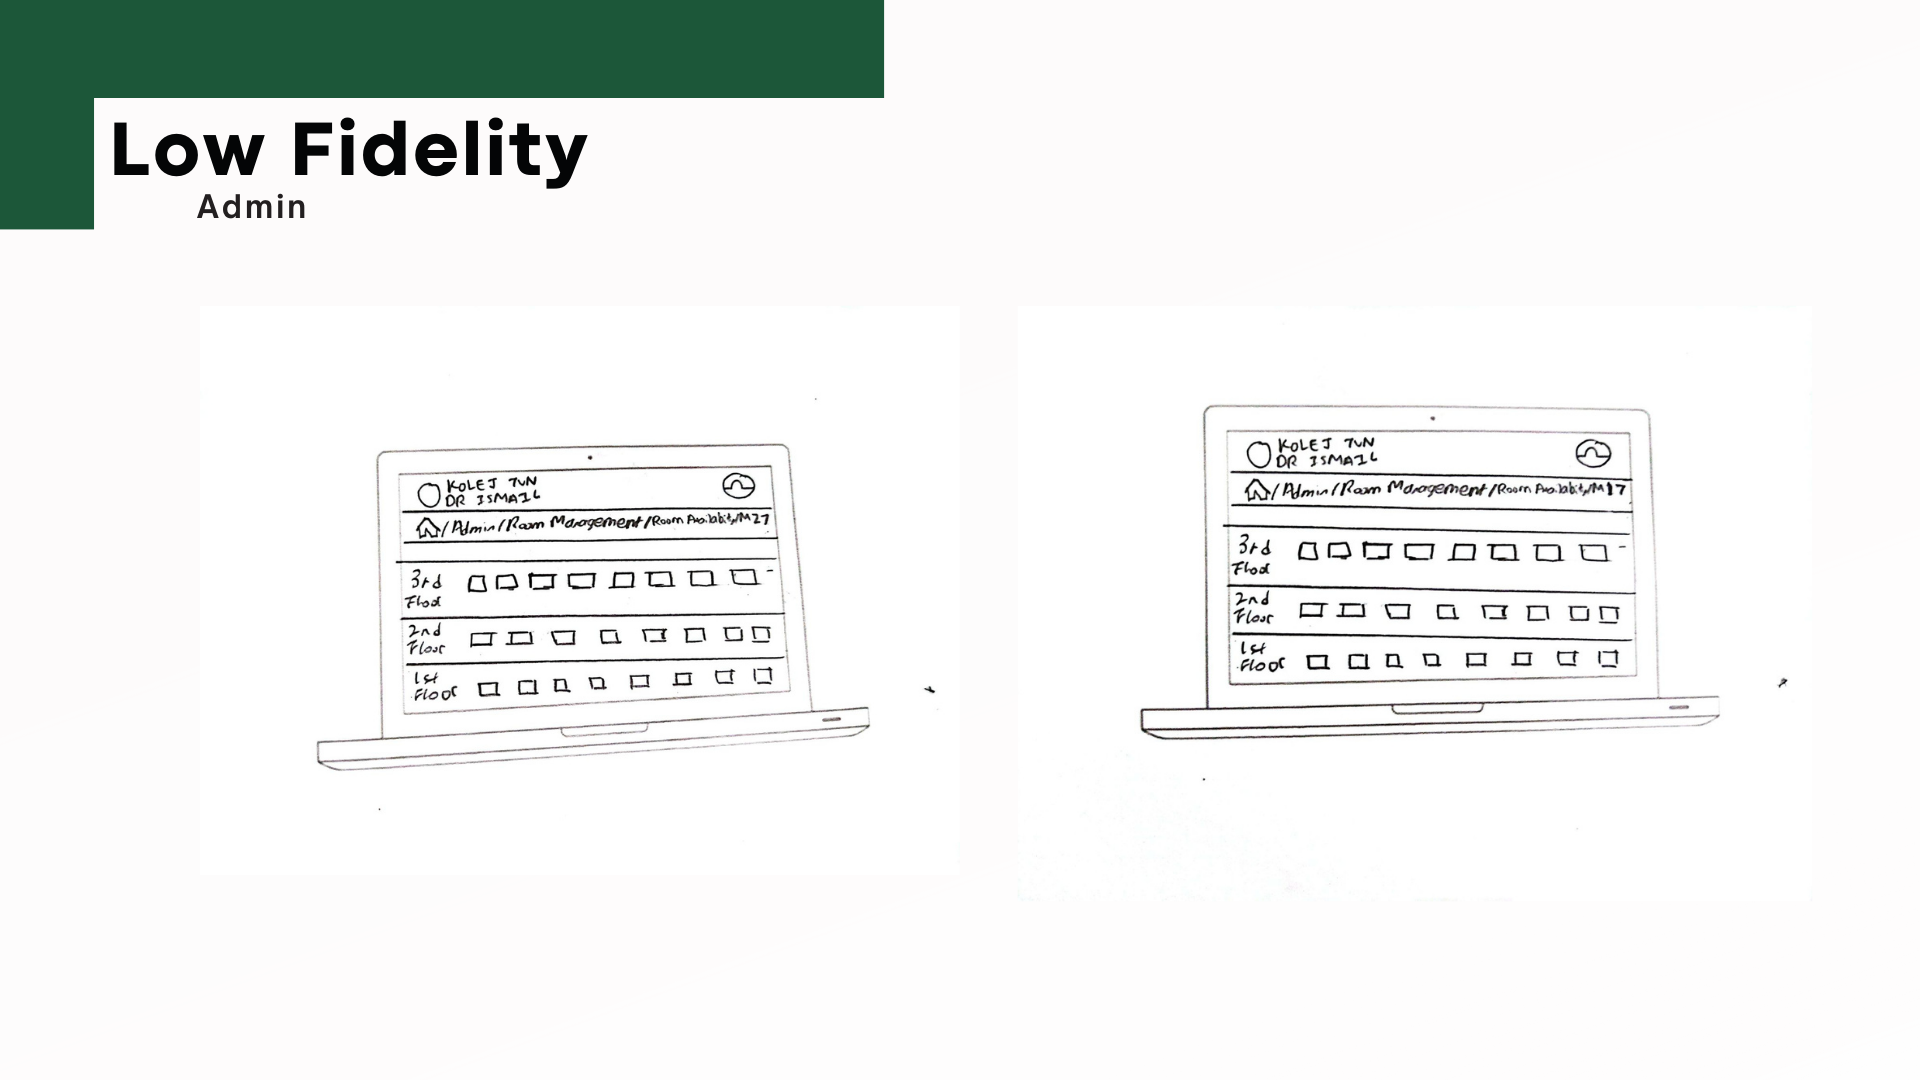 Low Fidelity
Admin
KOLEJ TUN
DR ISMAIL
/Admin/Room Management/Room Availability/M27
3rd
Floor
2nd
Floor
1st
Floor
KOLEJ TUN
DR ISMAIL
/Admin/Room Management/Room Availability/M17
3rd
Floor
2nd
Floor
1st
Floor